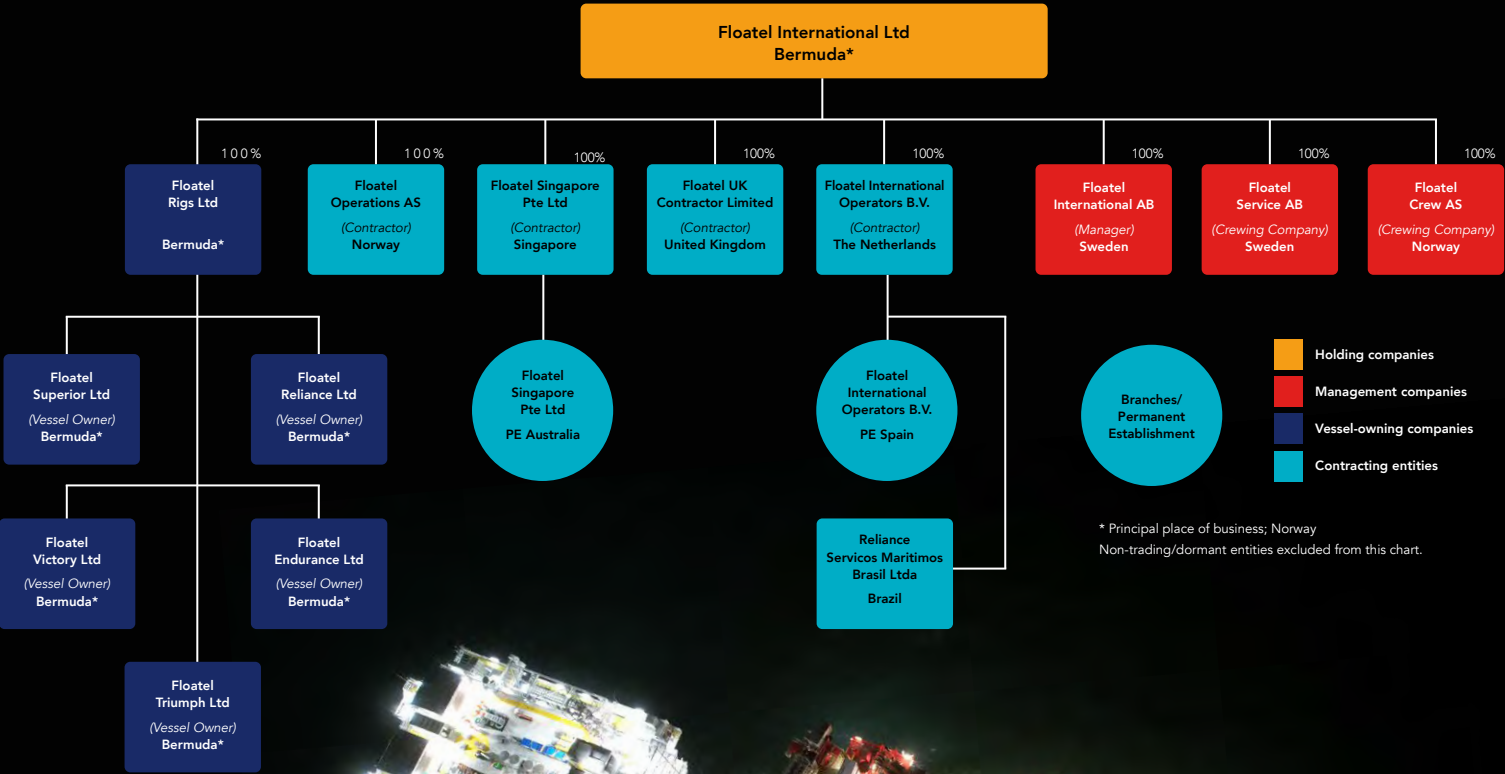 Floatel International Ltd
Bermuda*
100%
100%
100%
100%
100%
100%
100%
100%
Floatel
Rigs Ltd
Bermuda*
Floatel
Operations AS
(Contractor)
Norway
Floatel Singapore
Pte Ltd
(Contractor)
Singapore
Floatel UK
Contractor Limited
(Contractor)
United Kingdom
Floatel International
Operators B.V.
(Contractor)
The Netherlands
Floatel
International AB
(Manager)
Sweden
Floatel
Service AB
(Crewing Company)
Sweden
Floatel
Crew AS
(Crewing Company)
Norway
Floatel
Superior Ltd
(Vessel Owner)
Bermuda*
Floatel
Reliance Ltd
(Vessel Owner)
Bermuda*
Floatel
Singapore
Pte Ltd
PE Australia
Floatel
International
Operators B.V.
PE Spain
Branches/
Permanent
Establishment
Holding companies
Management companies
Vessel-owning companies
Contracting entities
Floatel
Victory Ltd
(Vessel Owner)
Bermuda*
Floatel
Endurance Ltd
(Vessel Owner)
Bermuda*
Reliance
Servicos Maritimos
Brasil Ltda
Brazil
* Principal place of business; Norway
Non-trading/dormant entities excluded from this chart.
Floatel
Triumph Ltd
(Vessel Owner)
Bermuda*